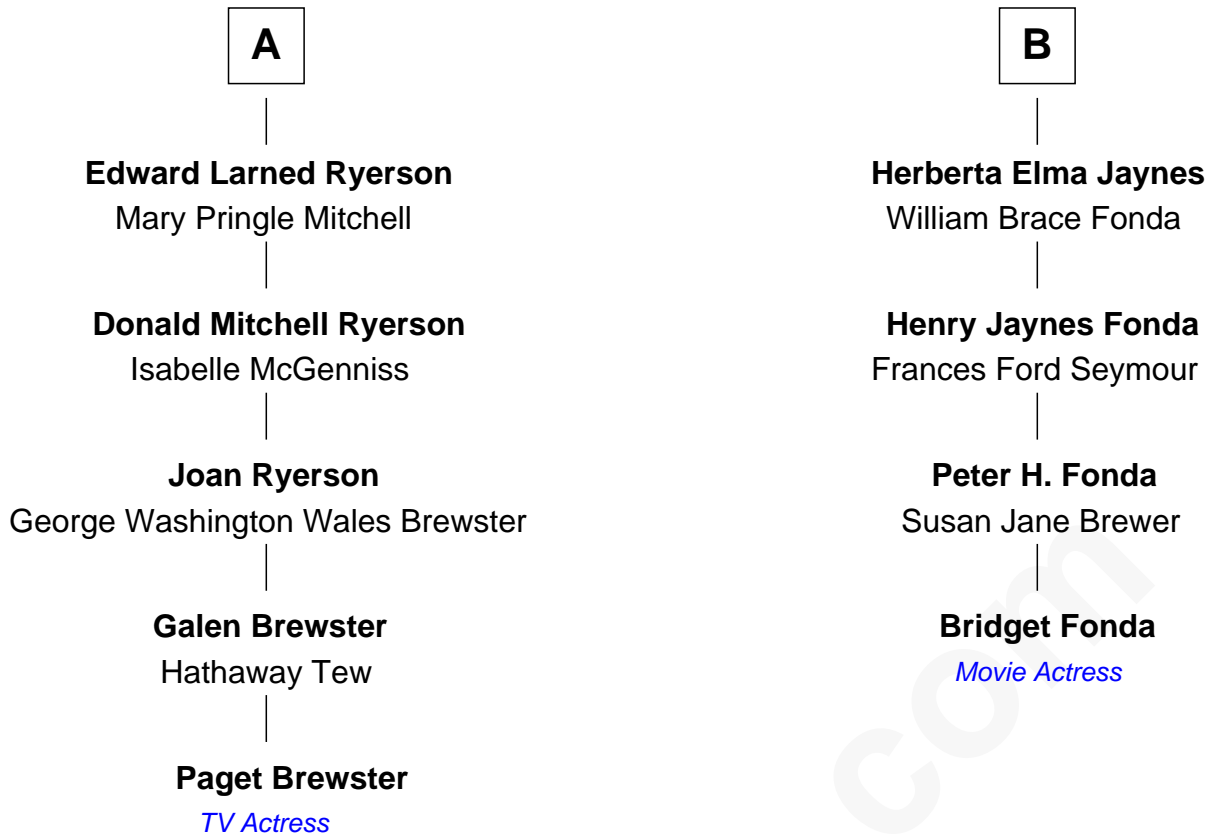 A
Edward Larned Ryerson
Mary Pringle Mitchell
Donald Mitchell Ryerson
Isabelle McGenniss
Joan Ryerson
George Washington Wales Brewster
Galen Brewster
Hathaway Tew
Paget Brewster
TV Actress
B
Herberta Elma Jaynes
William Brace Fonda
Henry Jaynes Fonda
Frances Ford Seymour
Peter H. Fonda
Susan Jane Brewer
Bridget Fonda
Movie Actress
com